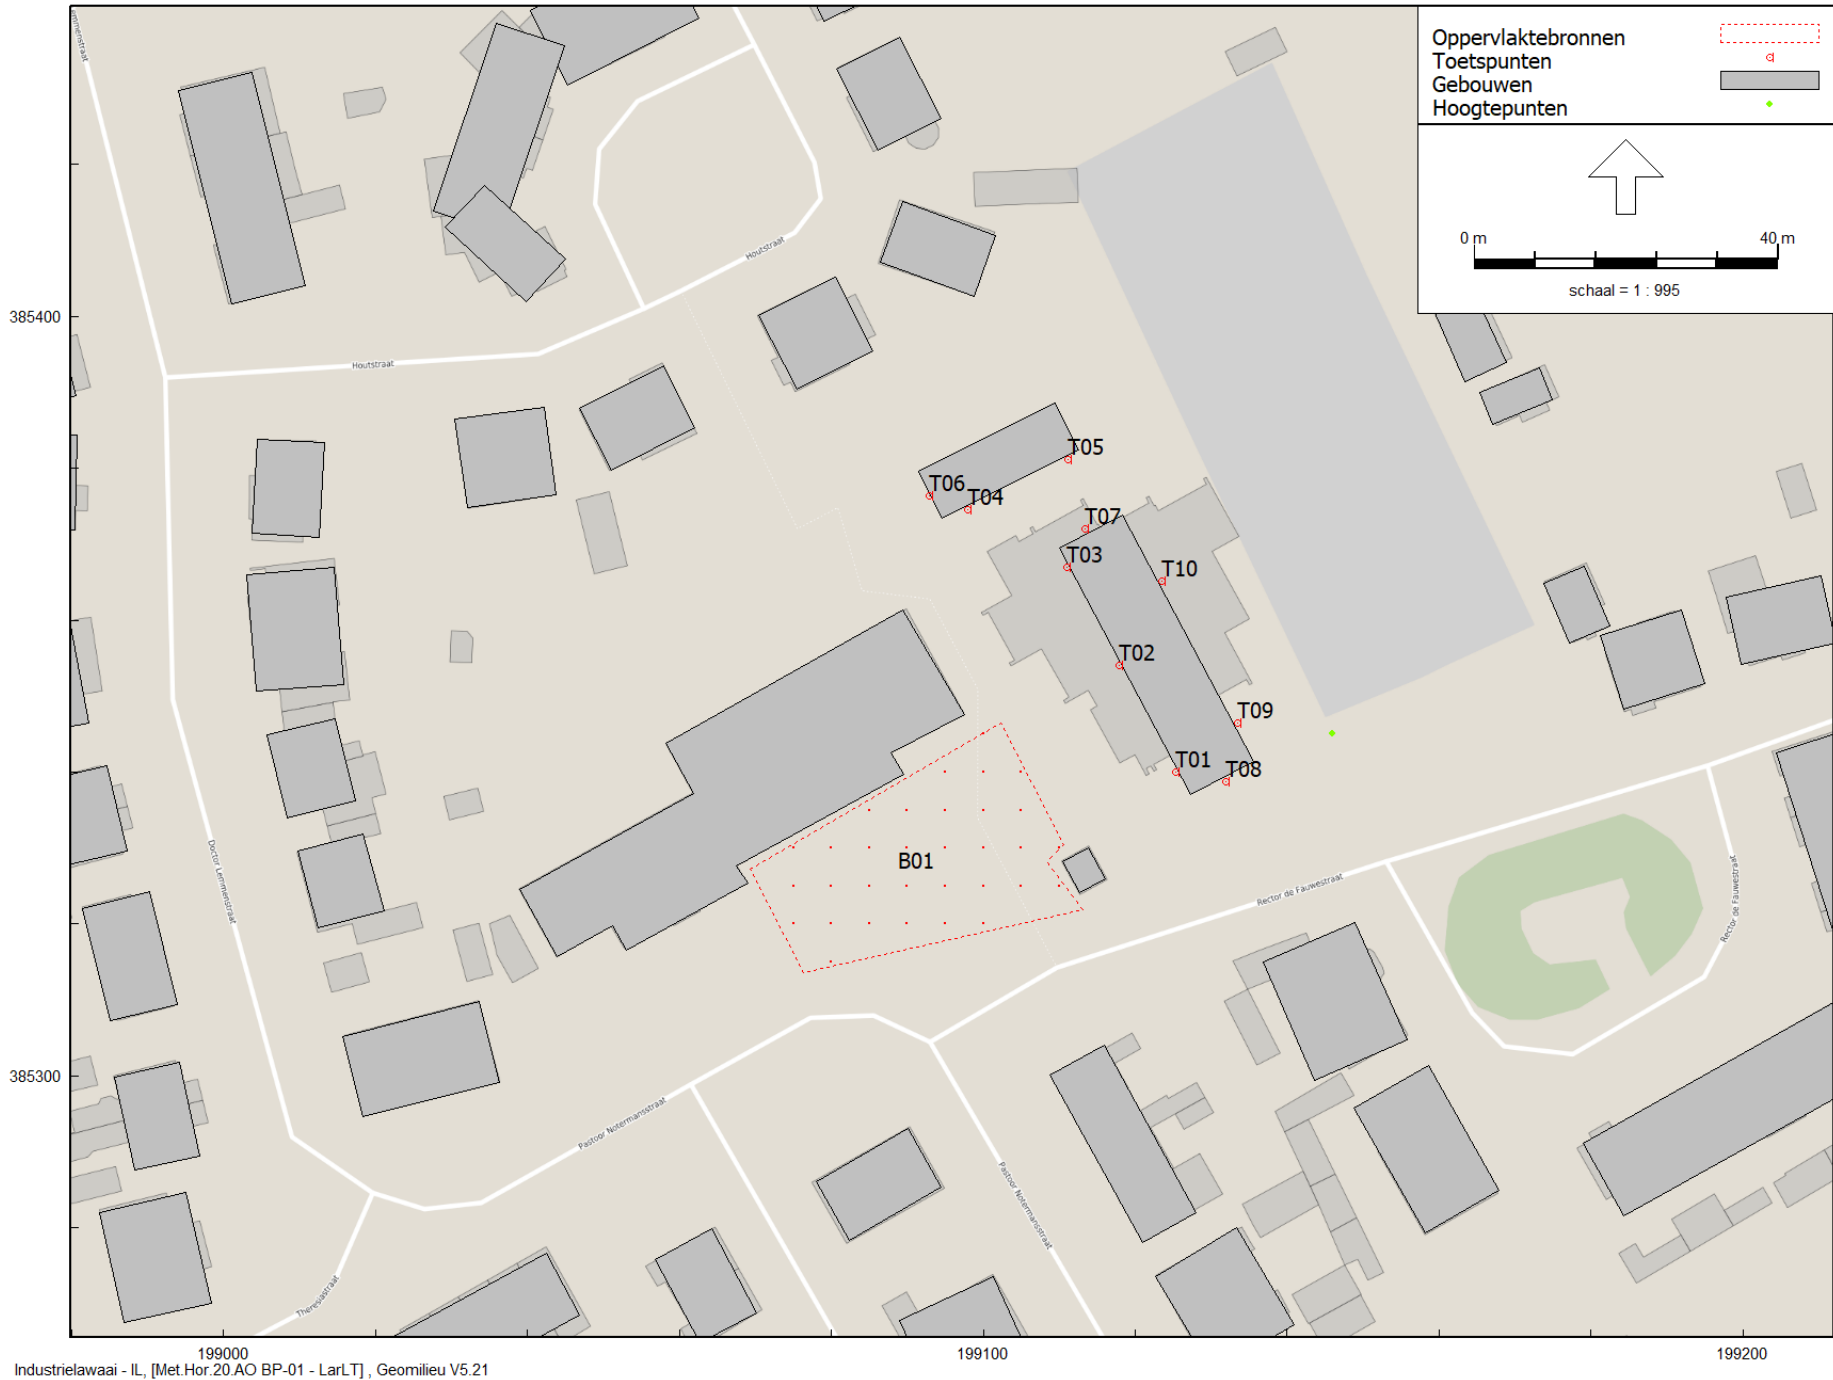 Oppervlaktebronnen
Toetspunten
Gebouwen
Hoogtepunten
0 m 40 m
schaal = 1 : 995
Houtstraat
385400
Houtstraat
T05
T06
T04
T07
T03
T10
T02
T09
T01
T08
B01
Doctor Lemmenstraat
Rector de Fauwestraat
Rector de Fauwestraat
385300
Pastoor Notermansstraat
Pastoor Notermansstraat
Theresiastraat
199000 199100 199200
Industrielawaai - IL, [Met.Hor.20.AO BP-01 - LarLT] , Geomilieu V5.21